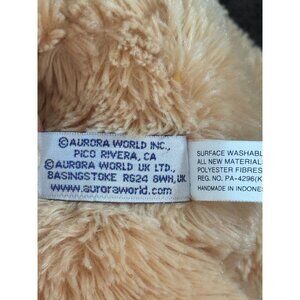 ©AURORA WORLD INC.,
PICO RIVERA, CA
©AURORA WORLD UK LTD.,
BASINGSTOKE RG24 8WH, UK
www.auroraworld.com
SURFACE WASHABL
ALL NEW MATERIAL
POLYESTER FIBRES
REG. NO. PA-4296(K
HANDMADE IN INDONES